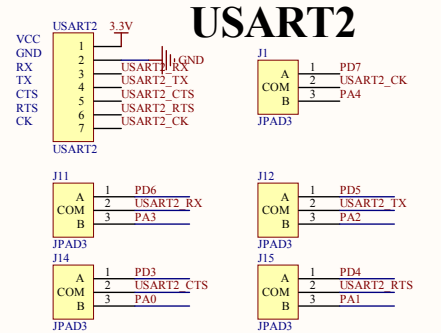 USART2
USART2 3.3V
VCC 1
GND 2 GND
RX 3 USART2_RX
TX 4 USART2_TX
CTS 5 USART2_CTS
RTS 6 USART2_RTS
CK 7 USART2_CK
USART2
J1
A 1 PD7
COM 2 USART2_CK
B 3 PA4
JPAD3
J11
A 1 PD6
COM 2 USART2_RX
B 3 PA3
JPAD3
J12
A 1 PD5
COM 2 USART2_TX
B 3 PA2
JPAD3
J14
A 1 PD3
COM 2 USART2_CTS
B 3 PA0
JPAD3
J15
A 1 PD4
COM 2 USART2_RTS
B 3 PA1
JPAD3